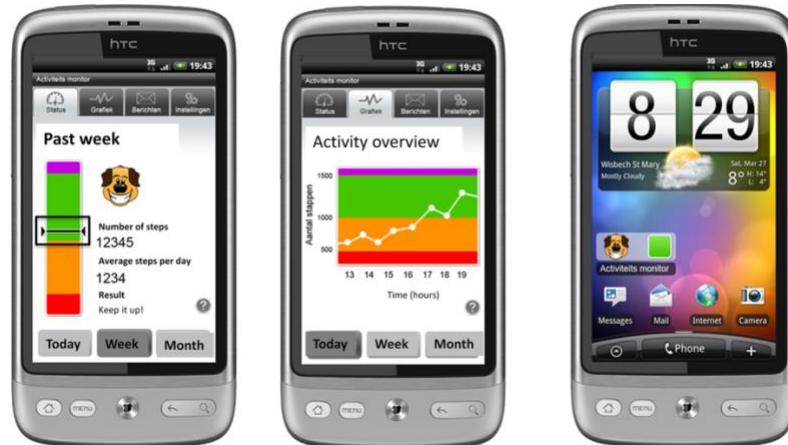 hTC
3G 19:43
Activiteits monitor
Status Grafiek Berichten Instellingen
Past week
Number of steps
12345
Average steps per day
1234
Result
Keep it up!
?
Today Week Month
MENU
hTC
3G 19:43
Activiteits monitor
Status Grafiek Berichten Instellingen
Activity overview
Aantal stappen
1500
1000
500
13 14 15 16 17 18 19
Time (hours)
?
Today Week Month
MENU
hTC
3G 19:43
8 29
Wisbech St Mary Sat, Mar 27
Mostly Cloudy 8° H: 14°
L: 4°
Activiteits monitor
Messages Mail Internet Camera
Phone +
MENU